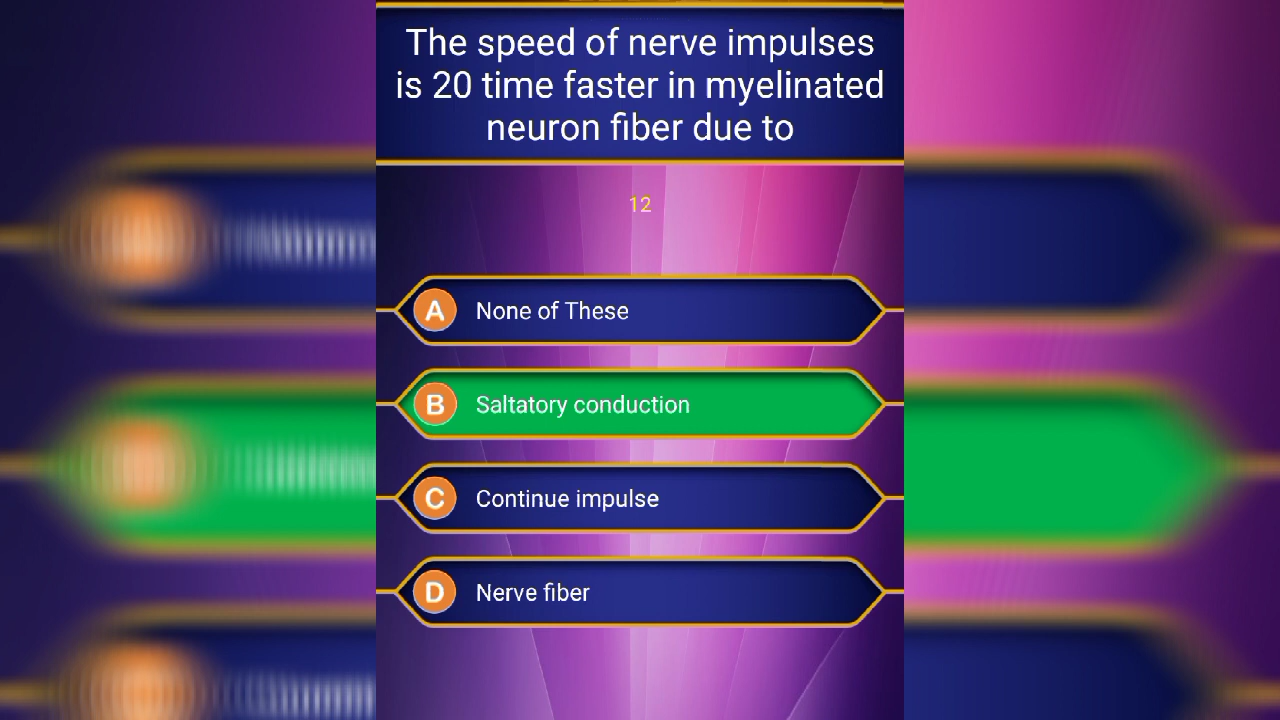 The speed of nerve impulses
is 20 time faster in myelinated
neuron fiber due to
12
A None of These
B Saltatory conduction
C Continue impulse
D Nerve fiber